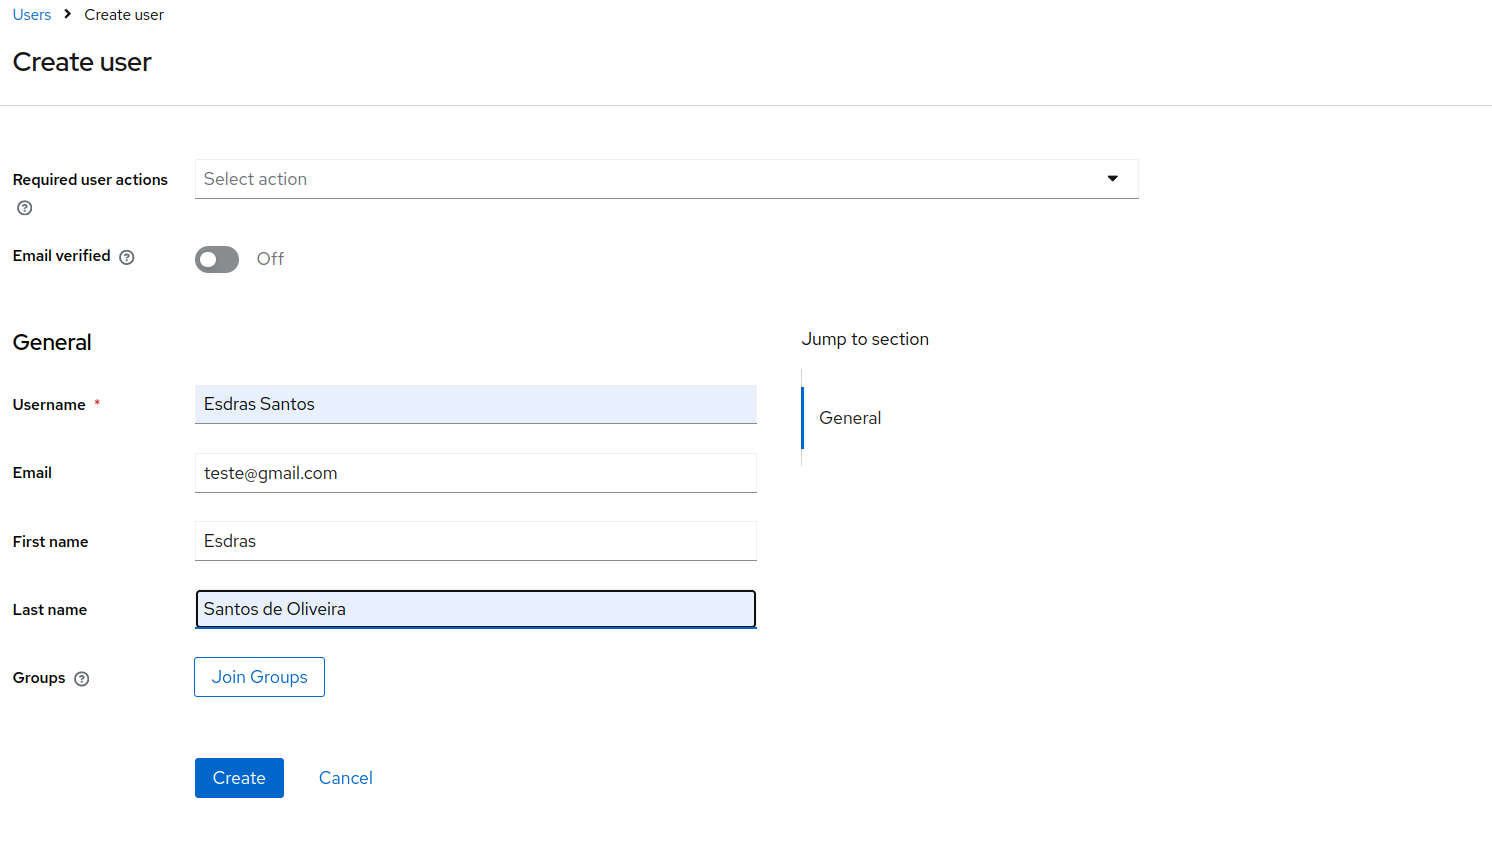 Users > Create user
Create user
Required user actions Select action
Email verified Off
General
Jump to section
General
Username * Esdras Santos
Email teste@gmail.com
First name Esdras
Last name Santos de Oliveira
Groups Join Groups
Create Cancel